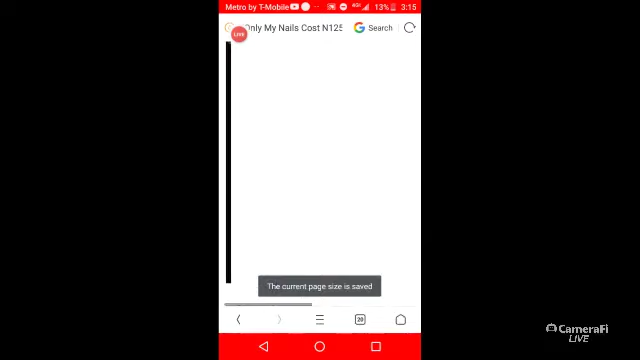 Metro by T-Mobile 13% 3:15
LIVE Only My Nails Cost N125 G Search
The current page size is saved
20
CameraFi
LIVE